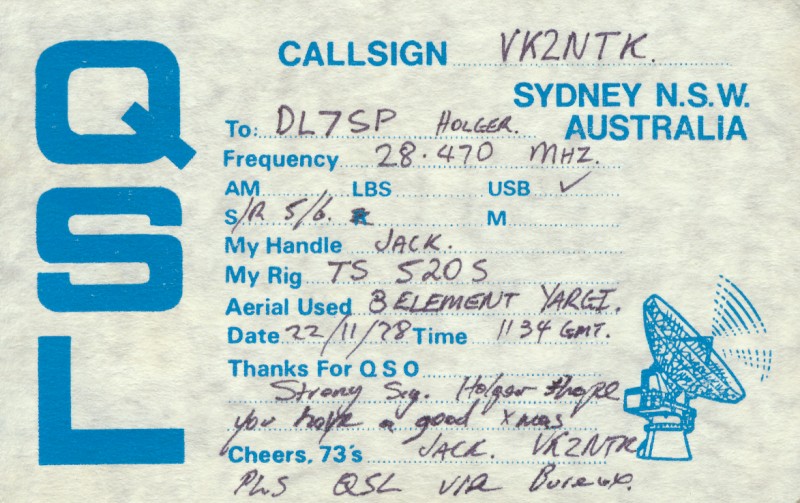 QSL
CALLSIGN VK2NTK.
SYDNEY N.S.W.
AUSTRALIA
To: DL7SP HOLGER.
Frequency 28.470 MHZ.
AM LBS USB ✓
S/R 5/6. R M
My Handle JACK.
My Rig TS 520S
Aerial Used 3 ELEMENT YARGI.
Date 22/11/78 Time 1134 GMT.
Thanks For QSO
Strong Sig. Holger I hope
you have a good Xmas
Cheers, 73's JACK. VK2NTK
Pls QSL VIA Bureau.